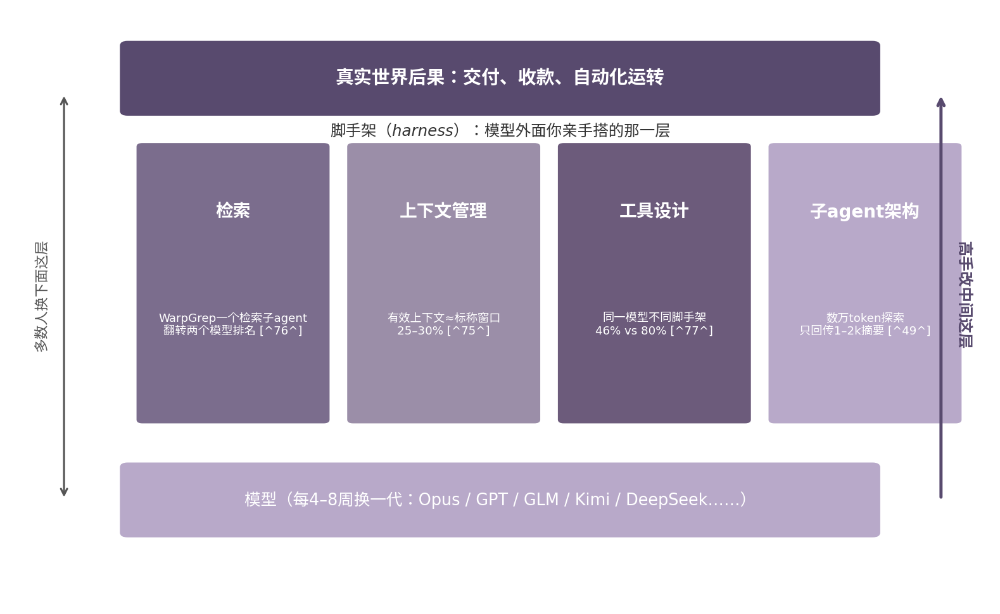 真实世界后果：交付、收款、自动化运转
脚手架（harness）：模型外面你亲手搭的那一层
检索
WarpGrep一个检索子agent
翻转两个模型排名 [^76^]
上下文管理
有效上下文≈标称窗口
25–30% [^75^]
工具设计
同一模型不同脚手架
46% vs 80% [^77^]
子agent架构
数万token探索
只回传1–2k摘要 [^49^]
多数人换下面这层
高手改中间这层
模型（每4–8周换一代：Opus / GPT / GLM / Kimi / DeepSeek……）